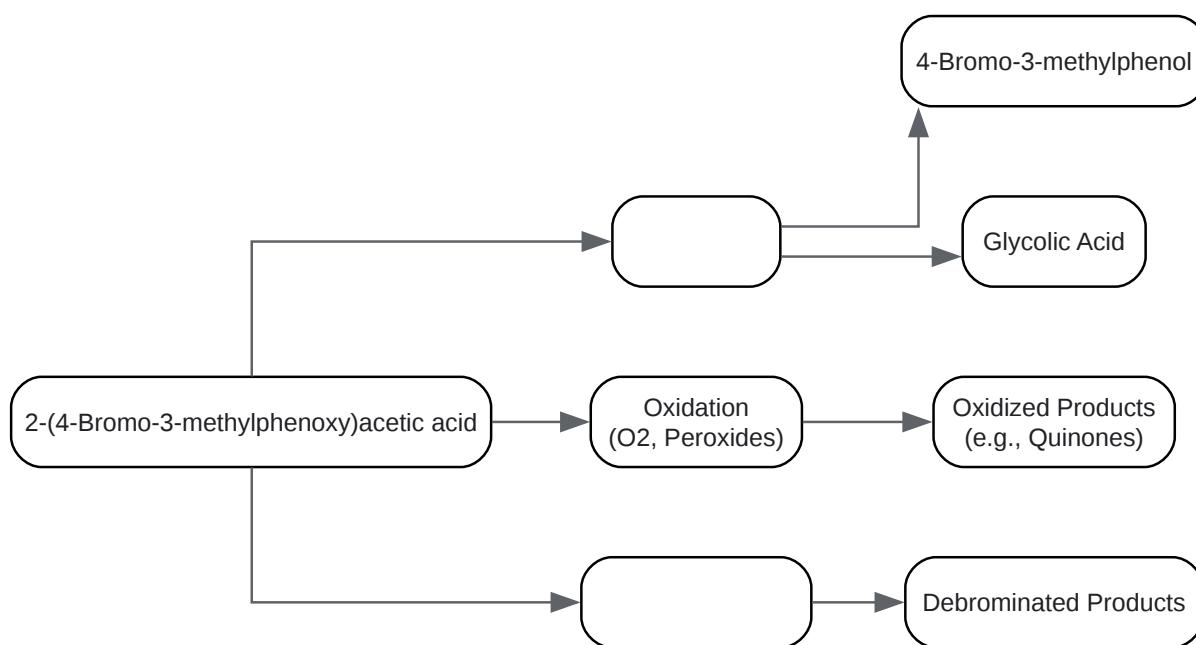 4-Bromo-3-methylphenol
Glycolic Acid
2-(4-Bromo-3-methylphenoxy)acetic acid
Oxidation
(O2, Peroxides)
Oxidized Products
(e.g., Quinones)
Debrominated Products